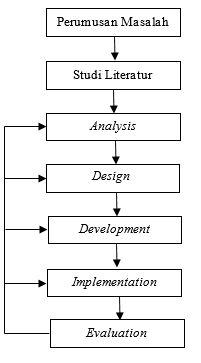 Perumusan Masalah
Studi Literatur
Analysis
Design
Development
Implementation
Evaluation